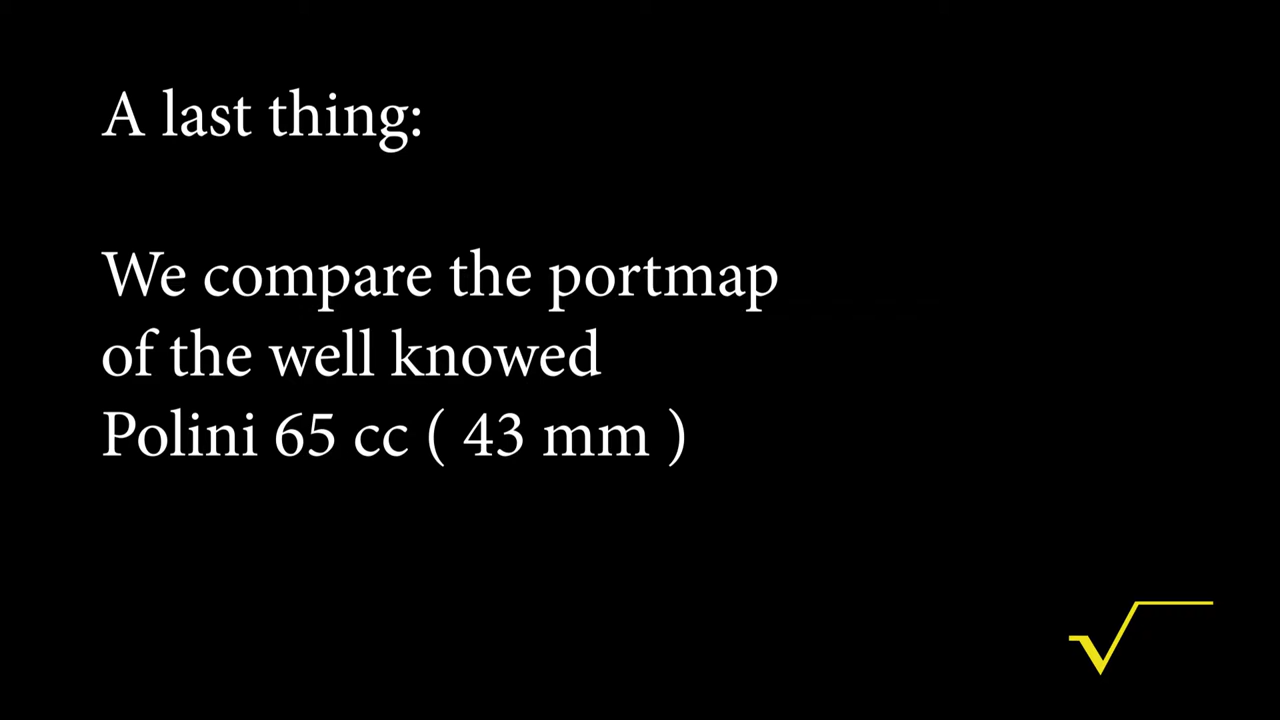 A last thing:
We compare the portmap
of the well knowed
Polini 65 cc ( 43 mm )